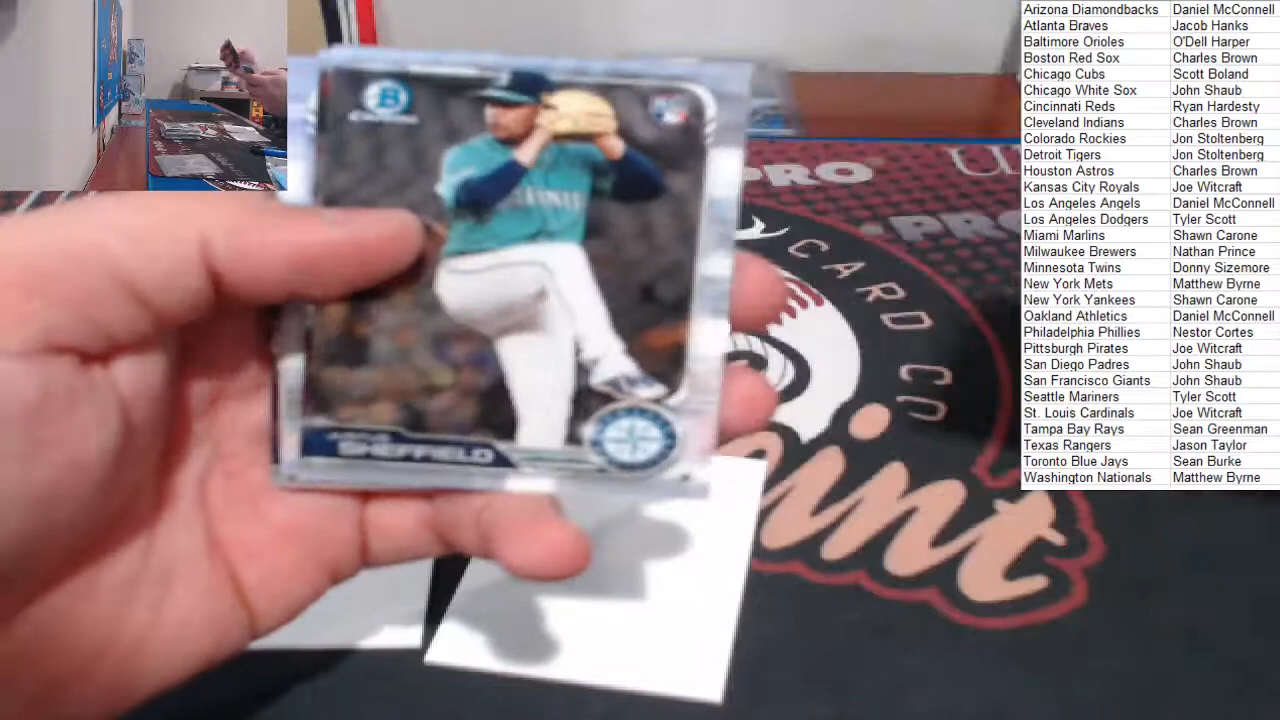 Arizona Diamondbacks Daniel McConnell
Atlanta Braves Jacob Hanks
Baltimore Orioles O'Dell Harper
Boston Red Sox Charles Brown
Chicago Cubs Scott Boland
Chicago White Sox John Shaub
Cincinnati Reds Ryan Hardesty
Cleveland Indians Charles Brown
Colorado Rockies Jon Stoltenberg
Detroit Tigers Jon Stoltenberg
Houston Astros Charles Brown
Kansas City Royals Joe Witcraft
Los Angeles Angels Daniel McConnell
Los Angeles Dodgers Tyler Scott
Miami Marlins Shawn Carone
Milwaukee Brewers Nathan Prince
Minnesota Twins Donny Sizemore
New York Mets Matthew Byrne
New York Yankees Shawn Carone
Oakland Athletics Daniel McConnell
Philadelphia Phillies Nestor Cortes
Pittsburgh Pirates Joe Witcraft
San Diego Padres John Shaub
San Francisco Giants John Shaub
Seattle Mariners Tyler Scott
St. Louis Cardinals Joe Witcraft
Tampa Bay Rays Sean Greenman
Texas Rangers Jason Taylor
Toronto Blue Jays Sean Burke
Washington Nationals Matthew Byrne
B
SHEFFIELD
PRO
PRO
CARD CO
oint